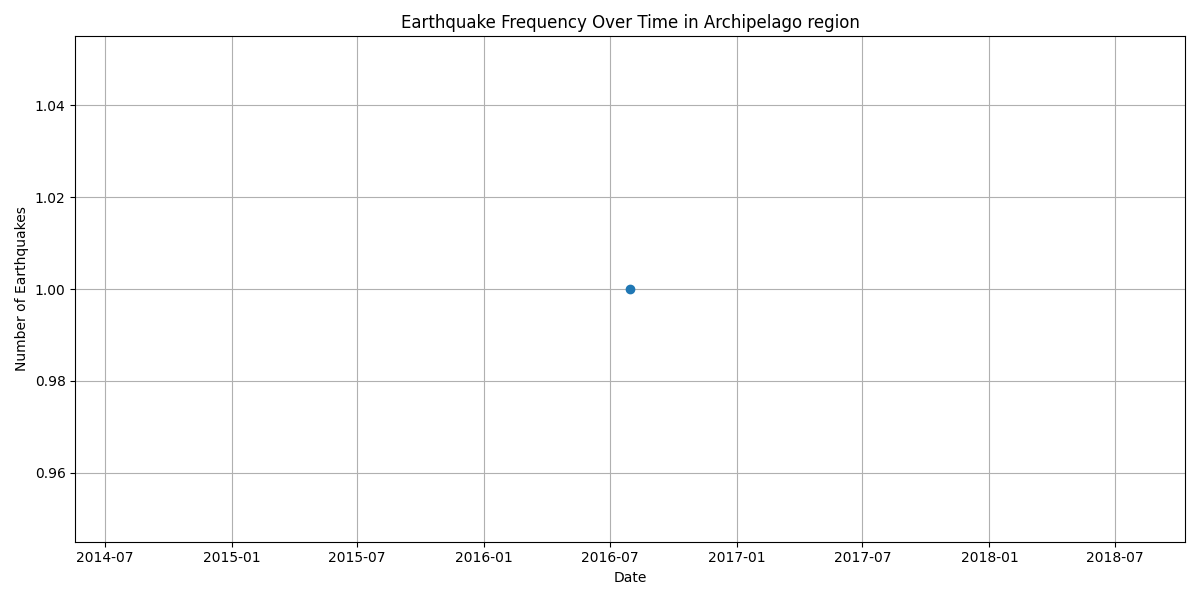 Earthquake Frequency Over Time in Archipelago region
1.04
1.02
1.00
0.98
0.96
Number of Earthquakes
2014-07 2015-01 2015-07 2016-01 2016-07 2017-01 2017-07 2018-01 2018-07
Date